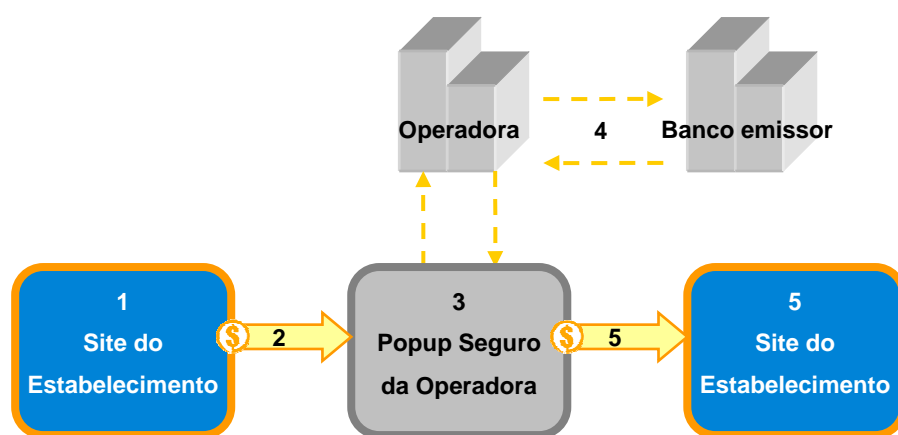 Operadora
4
Banco emissor
1
Site do
Estabelecimento
$
2
3
Popup Seguro
da Operadora
$
5
5
Site do
Estabelecimento